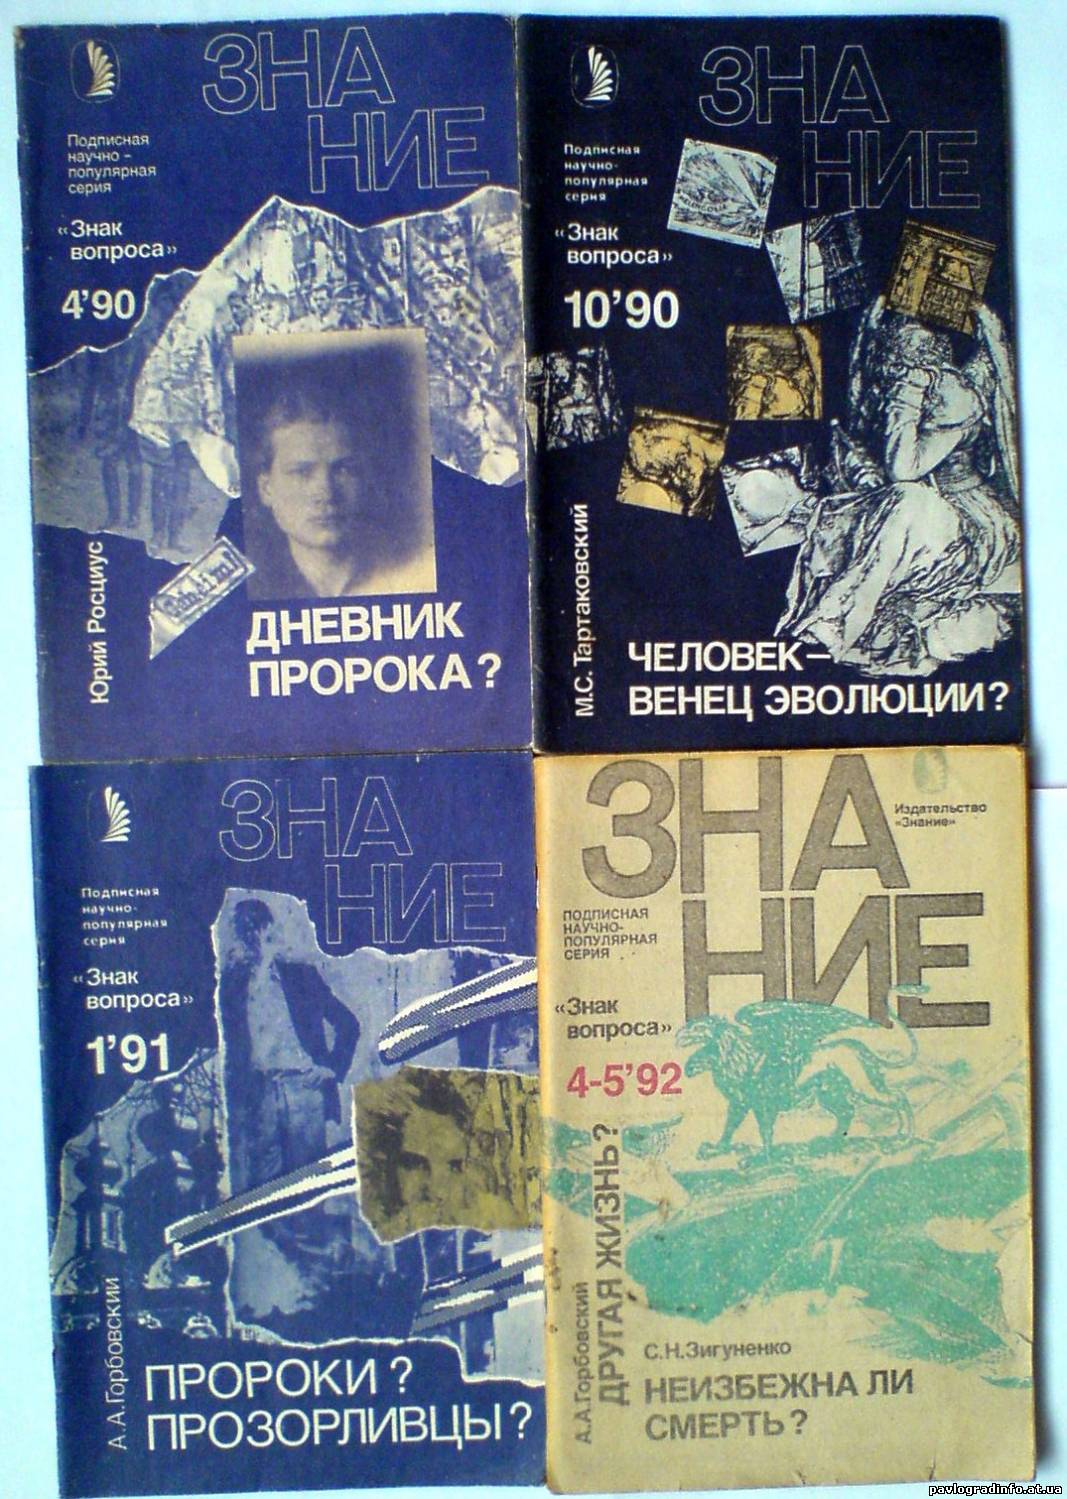 ЗНА
НИЕ
Подписная
научно-
популярная
серия
«Знак
вопроса»
4'90
Юрий Росциус
ДНЕВНИК
ПРОРОКА?
ЗНА
НИЕ
Подписная
научно-
популярная
серия
«Знак
вопроса»
10'90
М.С. Тартаковский
ЧЕЛОВЕК–
ВЕНЕЦ ЭВОЛЮЦИИ?
ЗНА
НИЕ
Подписная
научно-
популярная
серия
«Знак
вопроса»
1'91
А.А.Горбовский
ПРОРОКИ?
ПРОЗОРЛИВЦЫ?
ЗНА
НИЕ
Издательство
«Знание»
ПОДПИСНАЯ
НАУЧНО-
ПОПУЛЯРНАЯ
СЕРИЯ
«Знак
вопроса»
4-5'92
А.А.Горбовский
ДРУГАЯ ЖИЗНЬ?
С.Н.Зигуненко
НЕИЗБЕЖНА ЛИ
СМЕРТЬ?
pavlogradinfo.at.ua